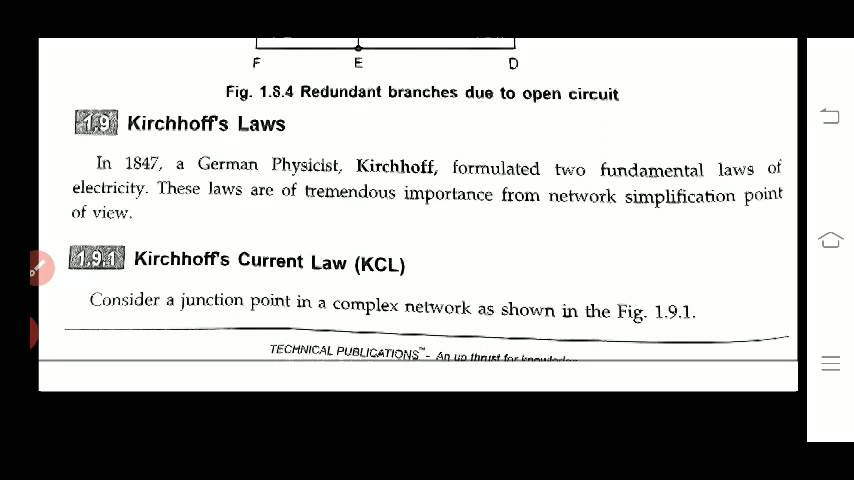 F E D
Fig. 1.8.4 Redundant branches due to open circuit
1.9 Kirchhoff's Laws
In 1847, a German Physicist, Kirchhoff, formulated two fundamental laws of
electricity. These laws are of tremendous importance from network simplification point
of view.
1.9.1 Kirchhoff's Current Law (KCL)
Consider a junction point in a complex network as shown in the Fig. 1.9.1.
TECHNICAL PUBLICATIONS™ - An up thrust for knowledge